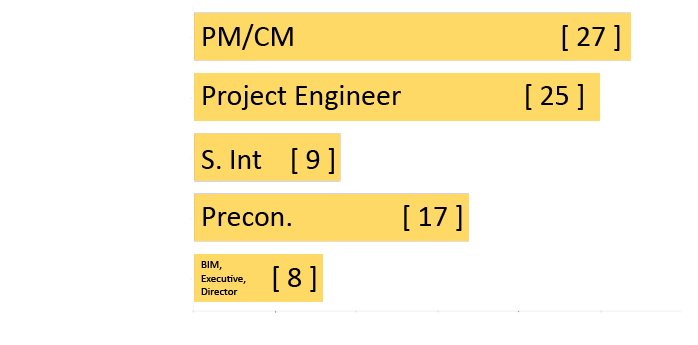 PM/CM [ 27 ]
Project Engineer [ 25 ]
S. Int [ 9 ]
Precon. [ 17 ]
BIM,
Executive, [ 8 ]
Director